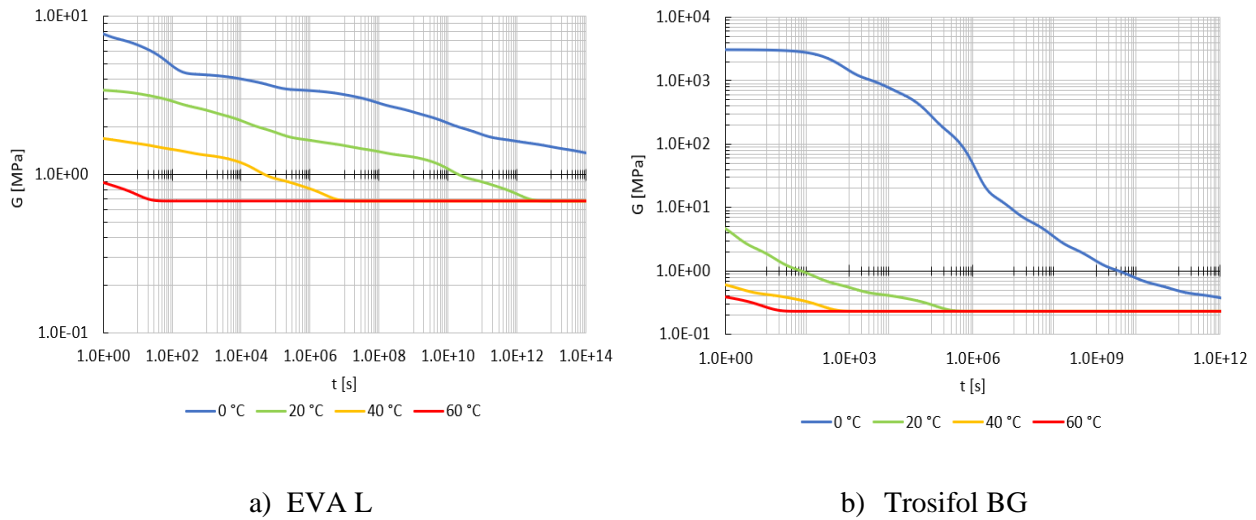 1.0E+01
1.0E+00
1.0E-01
G [MPa]
1.0E+00 1.0E+02 1.0E+04 1.0E+06 1.0E+08 1.0E+10 1.0E+12 1.0E+14
t [s]
0 °C 20 °C 40 °C 60 °C
a) EVA L
1.0E+04
1.0E+03
1.0E+02
1.0E+01
1.0E+00
1.0E-01
G [MPa]
1.0E+00 1.0E+03 1.0E+06 1.0E+09 1.0E+12
t [s]
0 °C 20 °C 40 °C 60 °C
b) Trosifol BG